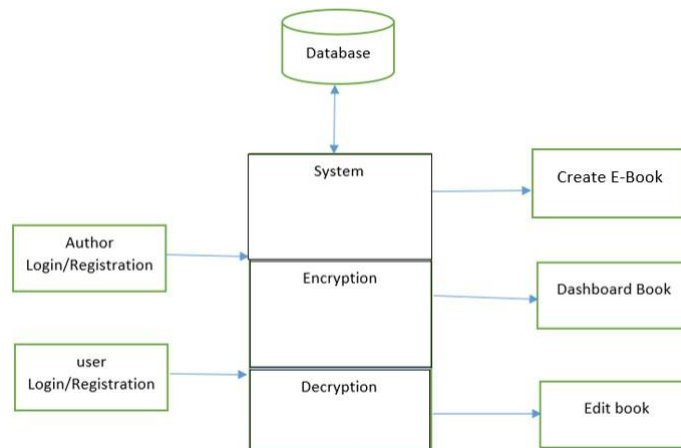 Database
System
Create E-Book
Author
Login/Registration
Encryption
Dashboard Book
user
Login/Registration
Decryption
Edit book